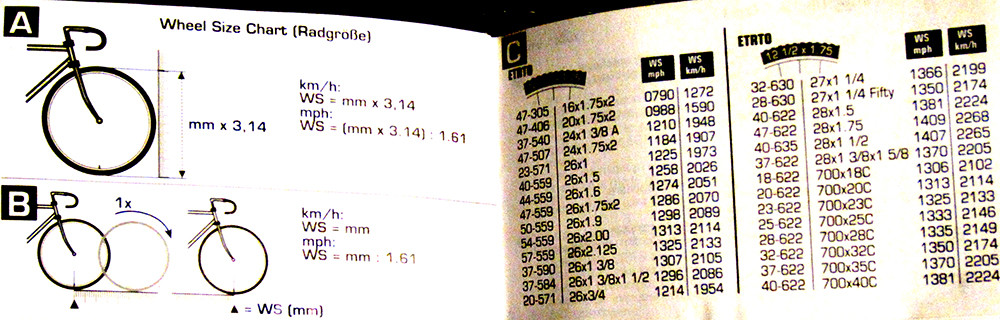 A
Wheel Size Chart (Radgroße)
km/h:
WS = mm x 3,14
mph:
WS = (mm x 3.14) : 1.61
mm x 3,14
B
1x
km/h:
WS = mm
mph:
WS = mm : 1.61
▲ = WS (mm)
C
ETRTO
WS mph WS km/h
47-305 16x1.75x2 0790 1272
47-406 20x1.75x2 0988 1590
37-540 24x1 3/8 A 1210 1948
47-507 24x1.75x2 1184 1907
23-571 26x1 1225 1973
40-559 26x1.5 1258 2026
44-559 26x1.6 1274 2051
47-559 26x1.75x2 1286 2070
50-559 26x1.9 1298 2089
54-559 26x2.00 1313 2114
57-559 26x2.125 1325 2133
37-590 26x1 3/8 1307 2105
37-584 26x1 3/8x1 1/2 1296 2086
20-571 26x3/4 1214 1954
ETRTO
12 1/2 x 1 75
WS mph WS km/h
32-630 27x1 1/4 1366 2199
28-630 27x1 1/4 Fifty 1350 2174
40-622 28x1.5 1381 2224
47-622 28x1.75 1409 2268
40-635 28x1 1/2 1407 2265
37-622 28x1 3/8x1 5/8 1370 2205
18-622 700x18C 1306 2102
20-622 700x20C 1313 2114
23-622 700x23C 1325 2133
25-622 700x25C 1333 2146
28-622 700x28C 1335 2149
32-622 700x32C 1350 2174
37-622 700x35C 1370 2205
40-622 700x40C 1381 2224